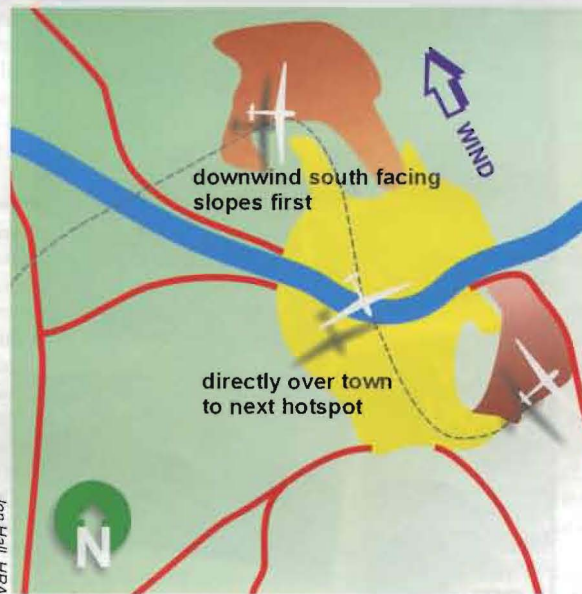 WIND
downwind south facing
slopes first
directly over town
to next hotspot
N